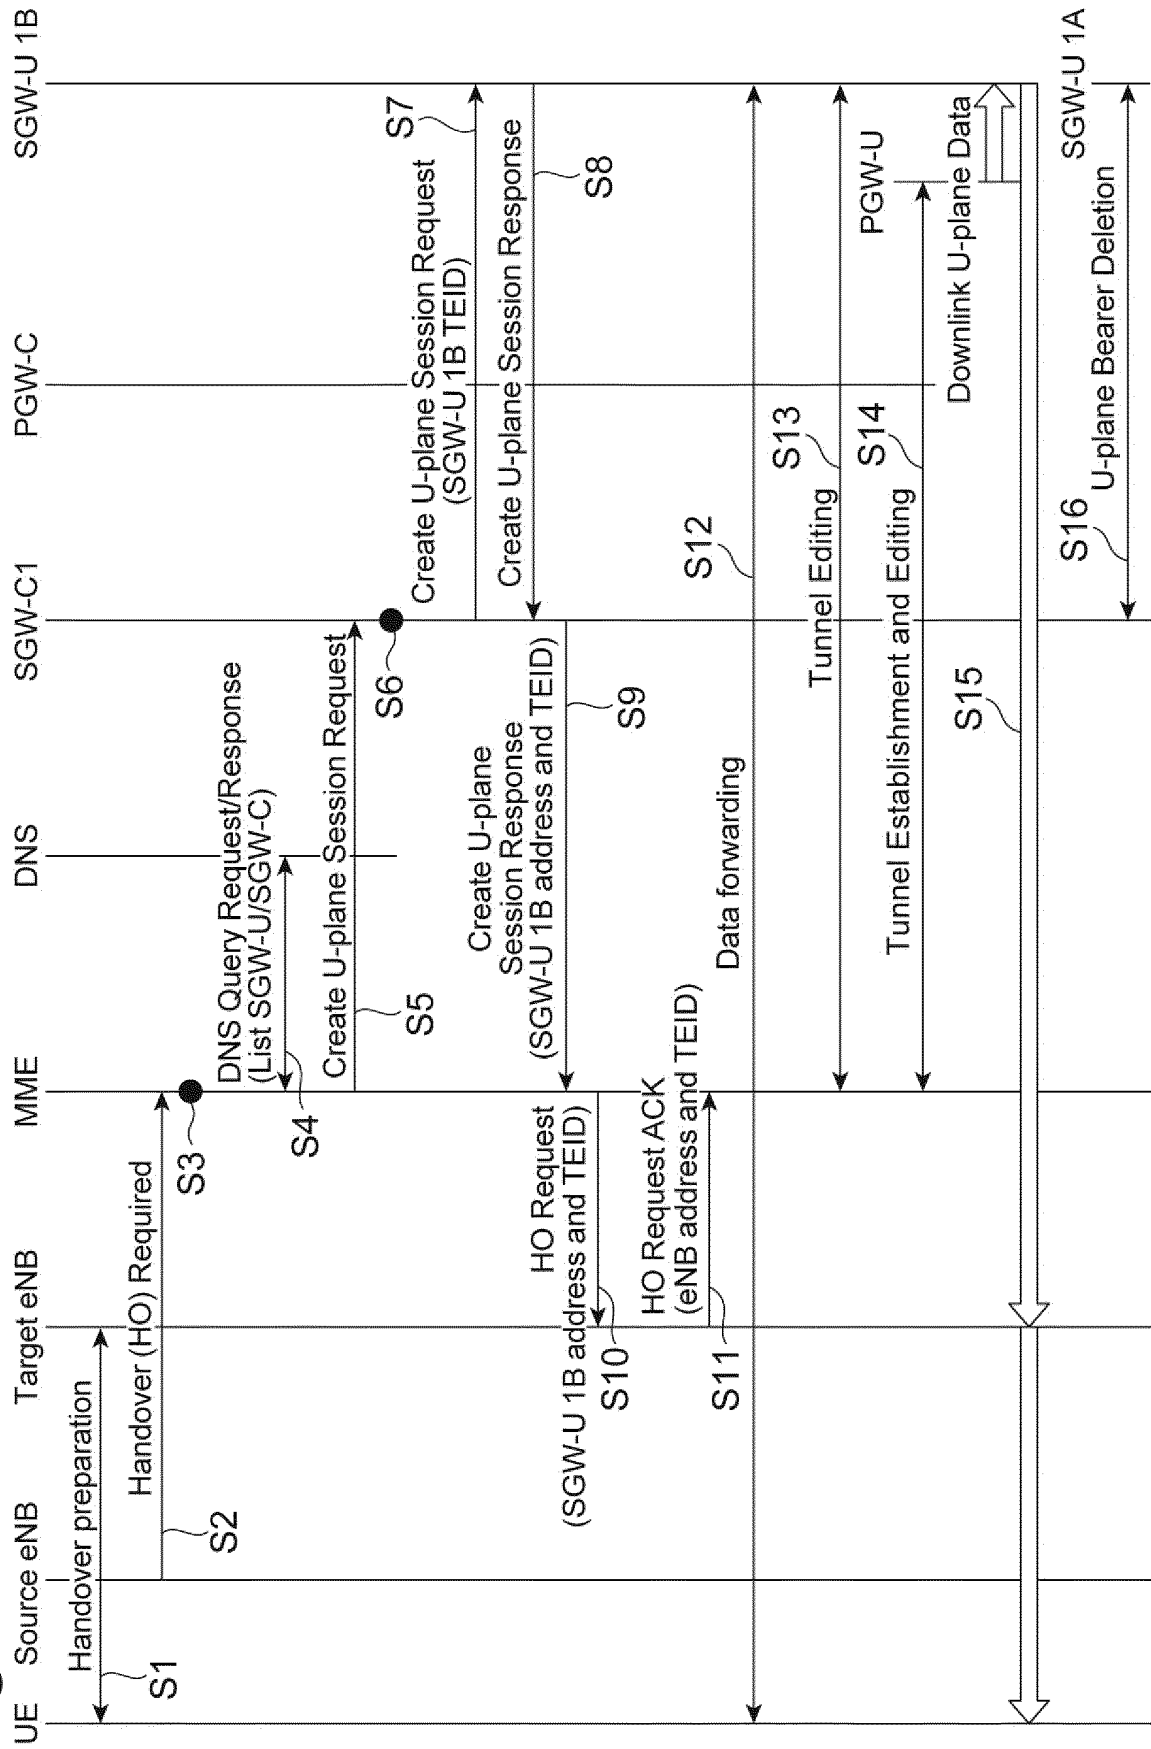 UE
Source eNB
Target eNB
MME
DNS
SGW-C1
PGW-C
SGW-U 1B
Handover preparation
S1
Handover (HO) Required
S2
S3
DNS Query Request/Response
(List SGW-U/SGW-C)
S4
Create U-plane Session Request
S5
S6
Create U-plane Session Request
(SGW-U 1B TEID)
S7
Create U-plane Session Response
S8
Create U-plane
Session Response
(SGW-U 1B address and TEID)
S9
HO Request
(SGW-U 1B address and TEID)
S10
HO Request ACK
(eNB address and TEID)
S11
Data forwarding
S12
Tunnel Editing
S13
Tunnel Establishment and Editing
S14
PGW-U
Downlink U-plane Data
S15
SGW-U 1A
U-plane Bearer Deletion
S16